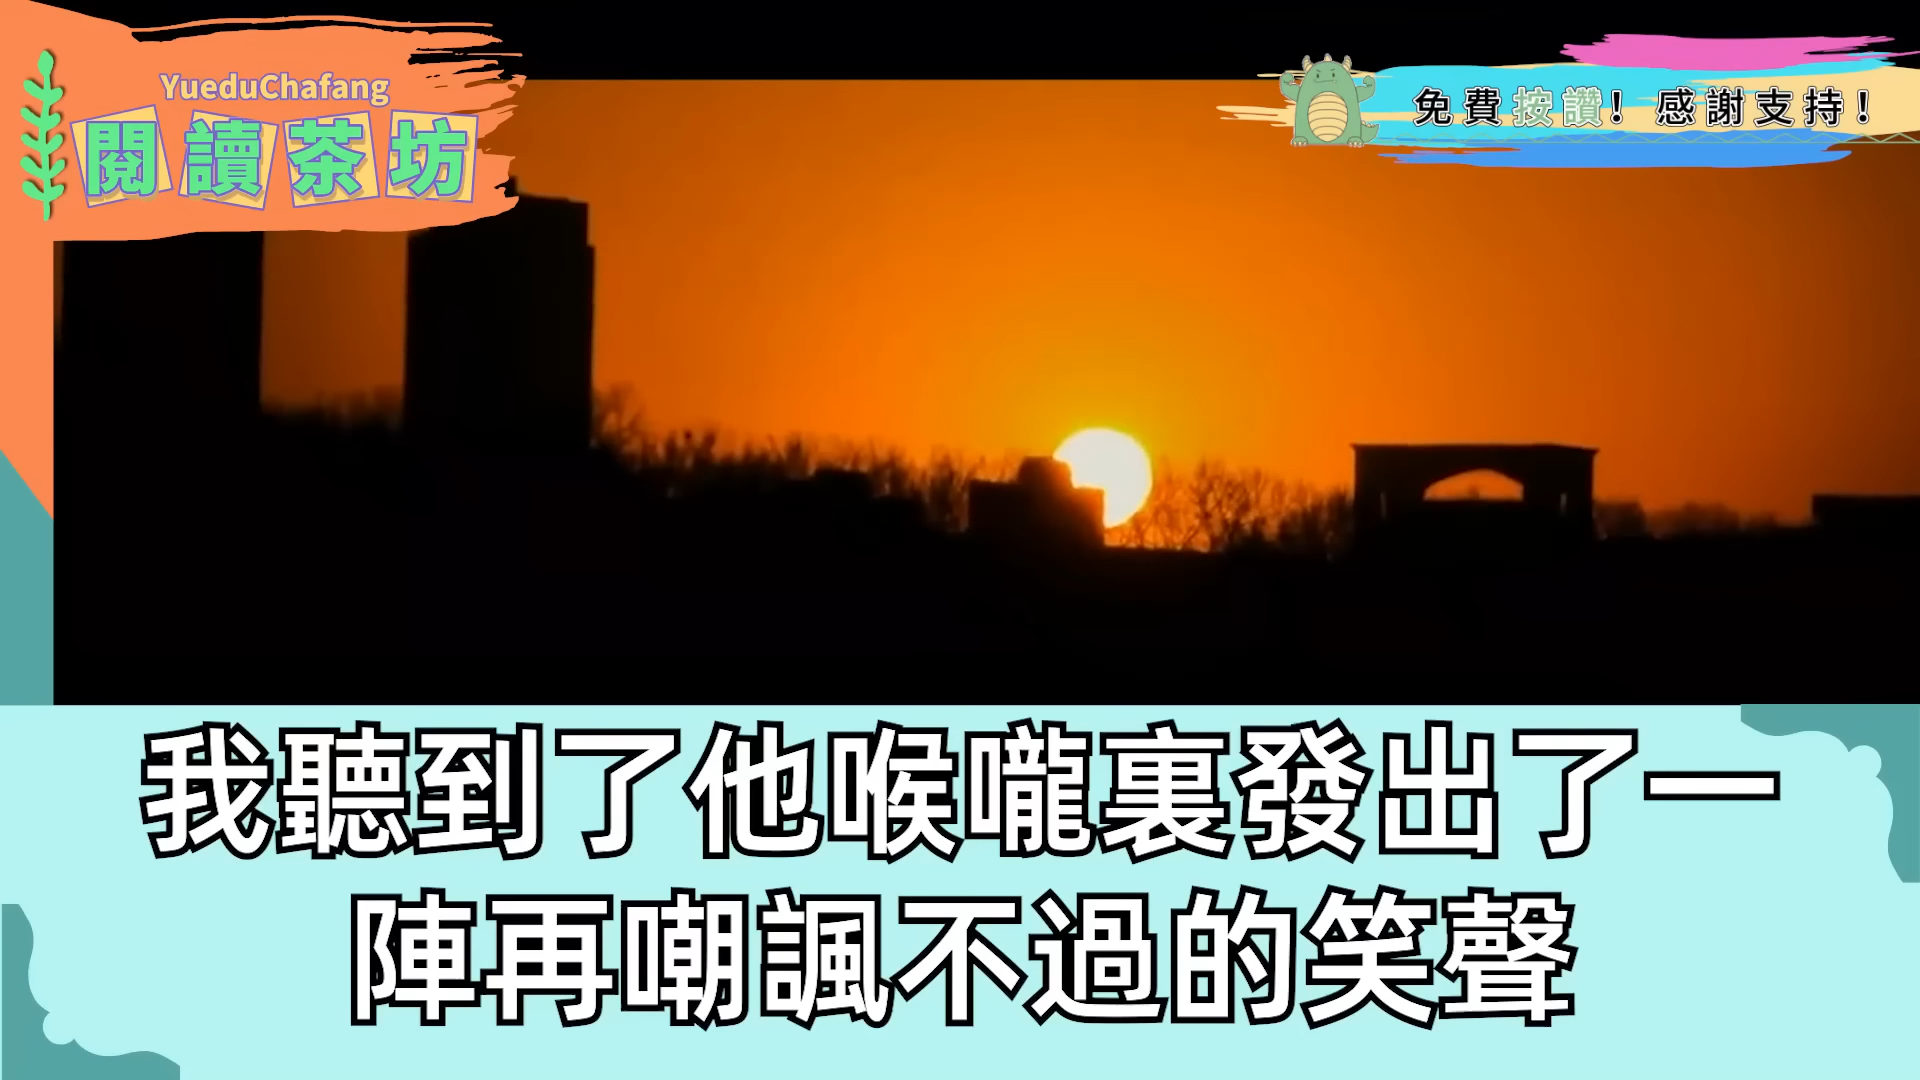 YueduChafang
閱讀茶坊
免費按讚！感謝支持！
我聽到了他喉嚨裏發出了一
陣再嘲諷不過的笑聲